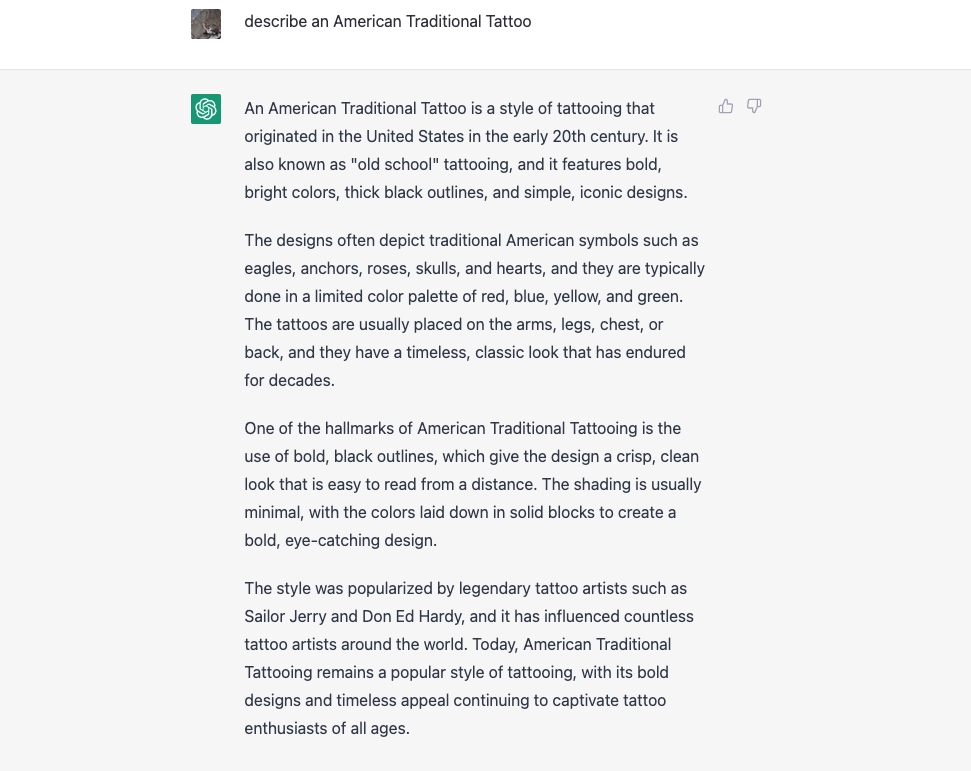 describe an American Traditional Tattoo
An American Traditional Tattoo is a style of tattooing that
originated in the United States in the early 20th century. It is
also known as "old school" tattooing, and it features bold,
bright colors, thick black outlines, and simple, iconic designs.
The designs often depict traditional American symbols such as
eagles, anchors, roses, skulls, and hearts, and they are typically
done in a limited color palette of red, blue, yellow, and green.
The tattoos are usually placed on the arms, legs, chest, or
back, and they have a timeless, classic look that has endured
for decades.
One of the hallmarks of American Traditional Tattooing is the
use of bold, black outlines, which give the design a crisp, clean
look that is easy to read from a distance. The shading is usually
minimal, with the colors laid down in solid blocks to create a
bold, eye-catching design.
The style was popularized by legendary tattoo artists such as
Sailor Jerry and Don Ed Hardy, and it has influenced countless
tattoo artists around the world. Today, American Traditional
Tattooing remains a popular style of tattooing, with its bold
designs and timeless appeal continuing to captivate tattoo
enthusiasts of all ages.